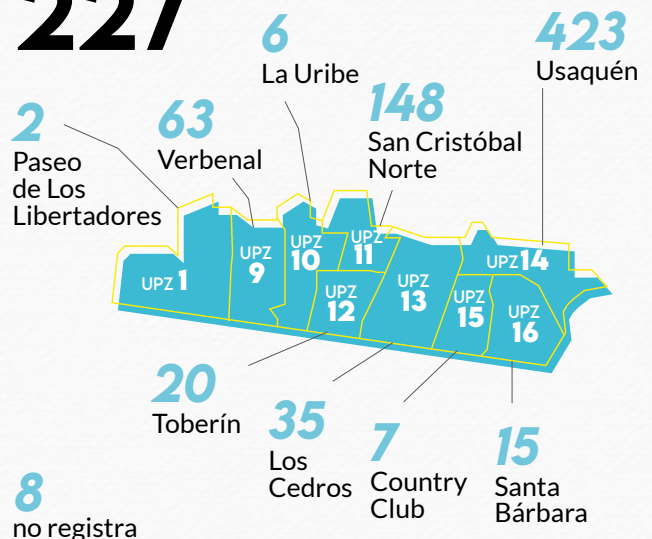 227
6
La Uribe
423
Usaquén
2
Paseo
de Los
Libertadores
63
Verbenal
148
San Cristóbal
Norte
UPZ 1
UPZ
9
UPZ
10
UPZ
11
UPZ
12
UPZ
13
UPZ 14
UPZ
15
UPZ
16
20
Toberín
35
Los
Cedros
7
Country
Club
15
Santa
Bárbara
8
no registra